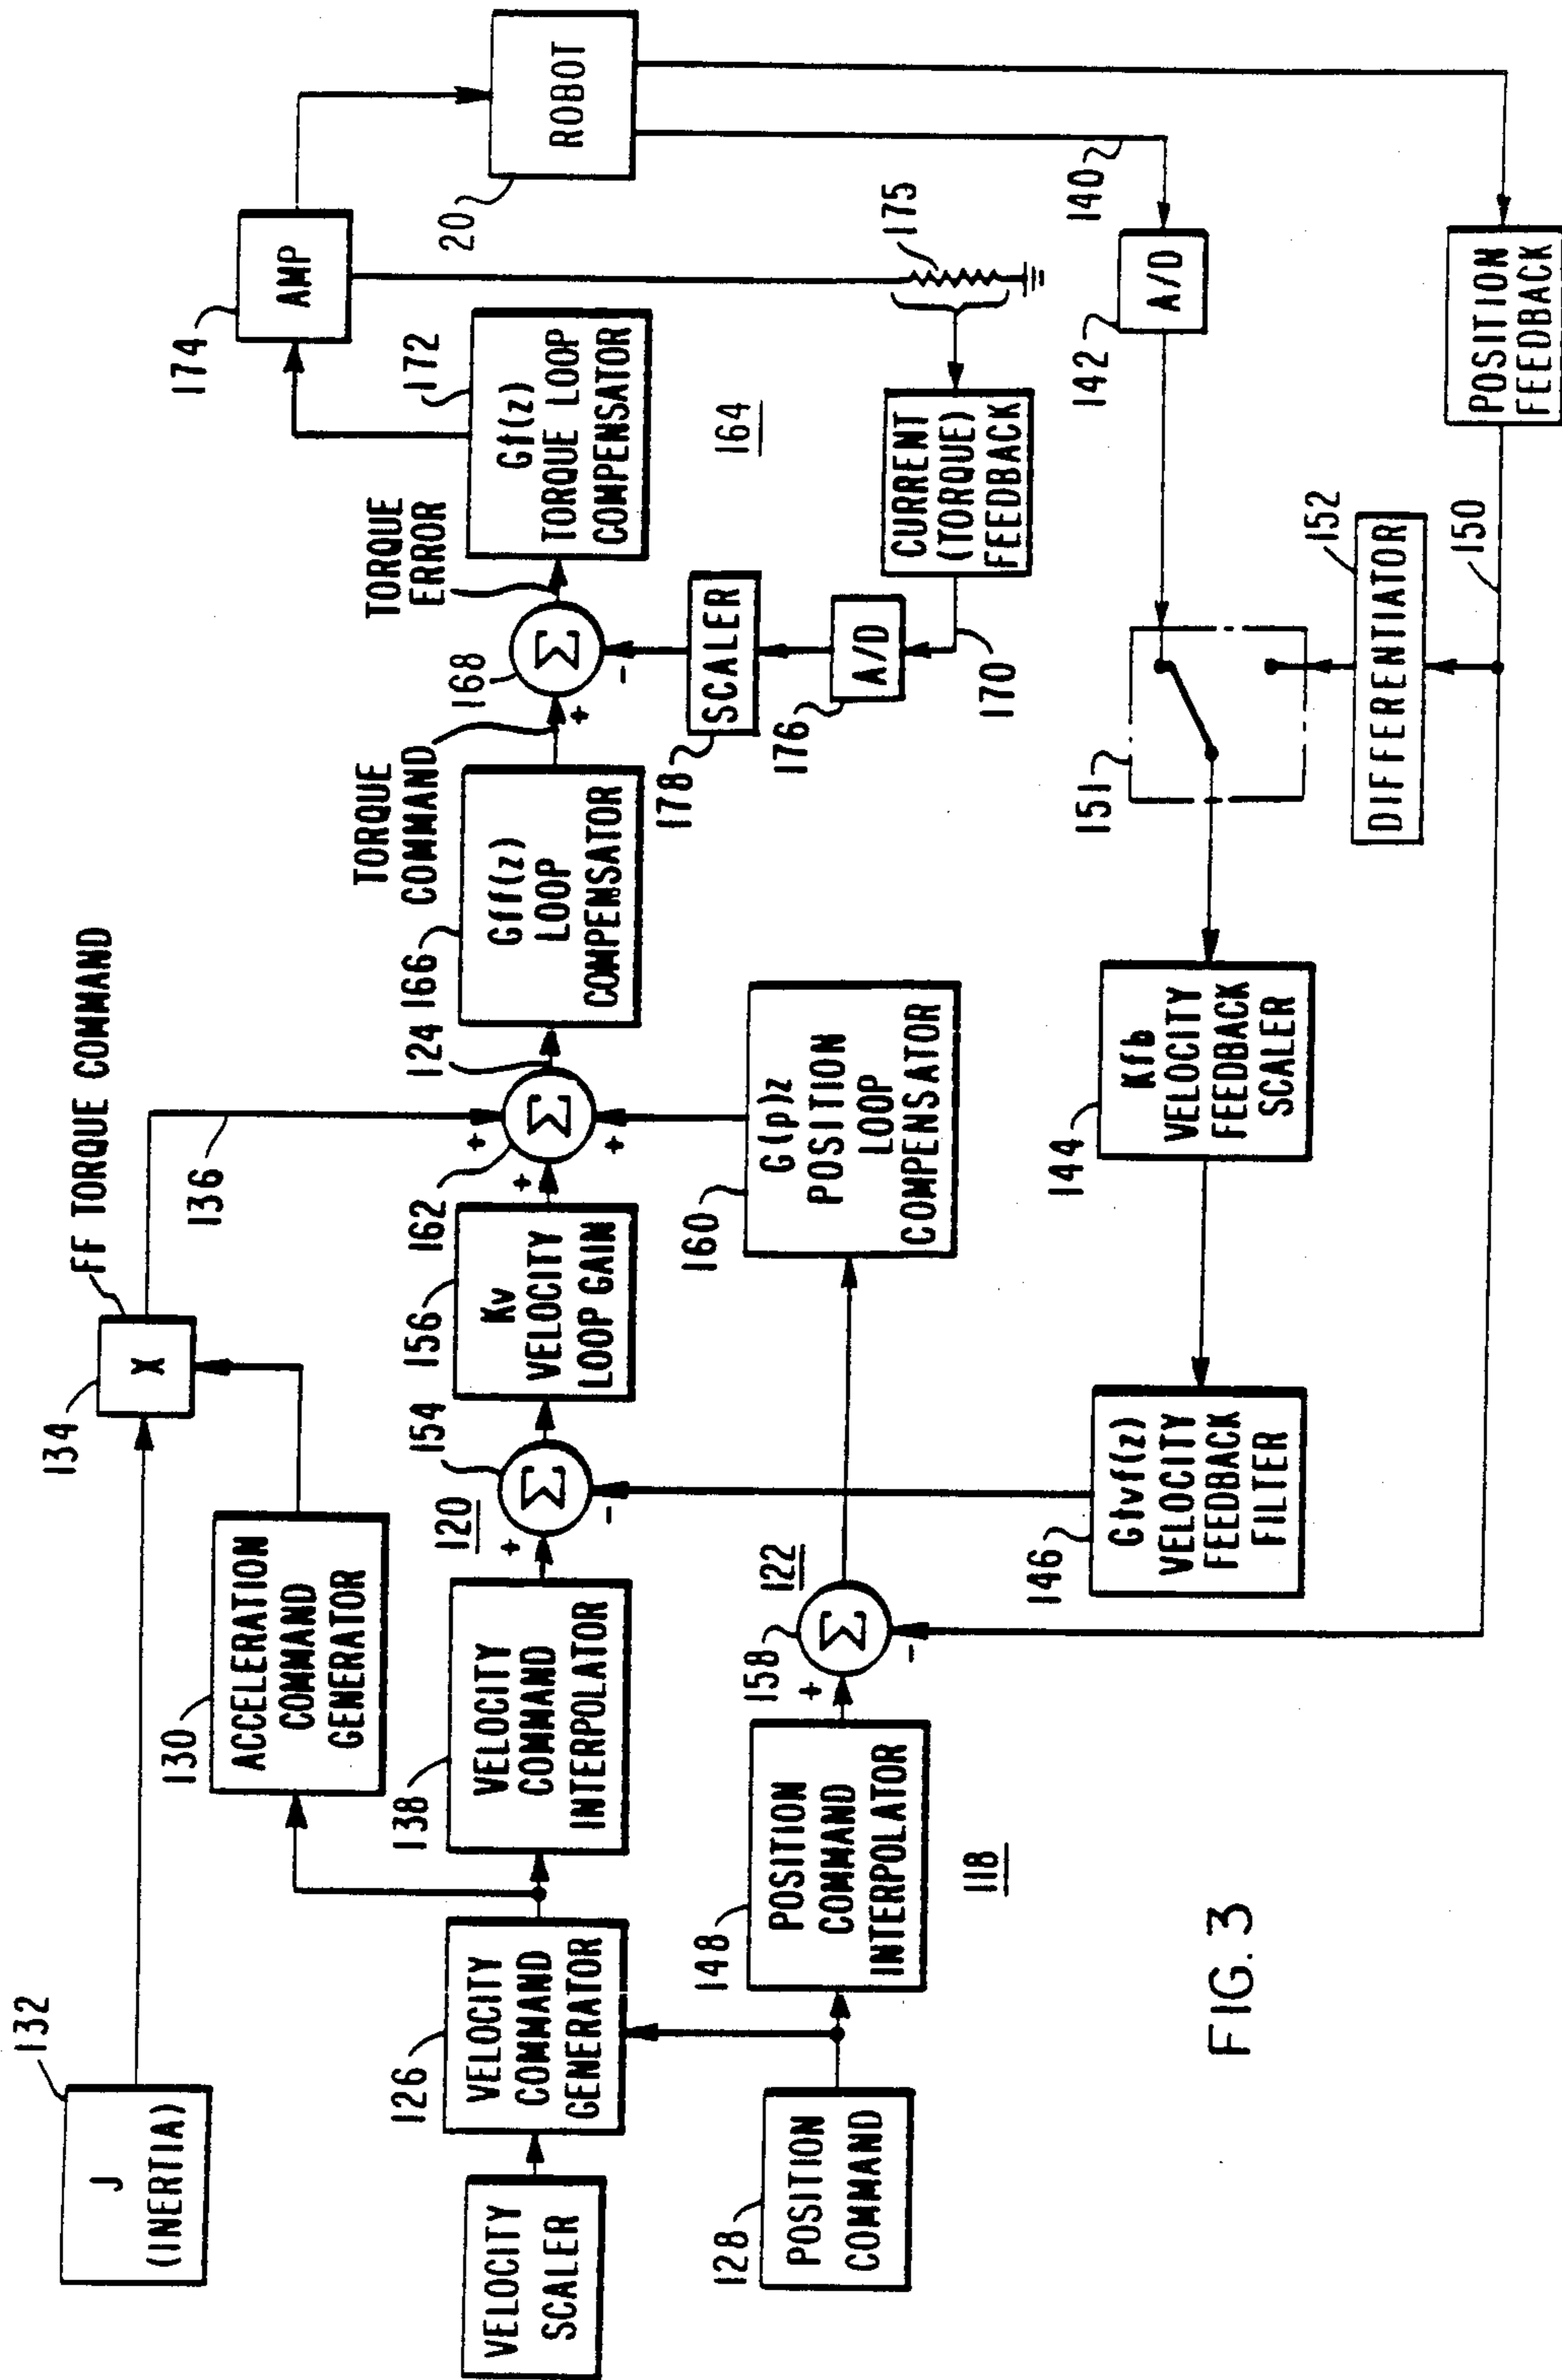 132
J
(INERTIA)
134
X
FF TORQUE COMMAND
136
130
ACCELERATION
COMMAND
GENERATOR
174
AMP
20
ROBOT
VELOCITY
SCALER
126
VELOCITY
COMMAND
GENERATOR
138
VELOCITY
COMMAND
INTERPOLATOR
120
+
-
154
Σ
156
Kv
VELOCITY
LOOP GAIN
162
+
+
+
Σ
124
166
Gff(z)
LOOP
COMPENSATOR
TORQUE
COMMAND
168
+
-
Σ
TORQUE
ERROR
Gf(z)
TORQUE LOOP
COMPENSATOR
172
164
178
SCALER
176
A/D
170
CURRENT
(TORQUE)
FEEDBACK
175
128
POSITION
COMMAND
148
POSITION
COMMAND
INTERPOLATOR
118
158
+
-
Σ
122
160
G(p)z
POSITION
LOOP
COMPENSATOR
146
Gfvf(z)
VELOCITY
FEEDBACK
FILTER
144
Kfb
VELOCITY
FEEDBACK
SCALER
151
142
A/D
140
DIFFERENTIATOR
152
150
POSITION
FEEDBACK
FIG. 3